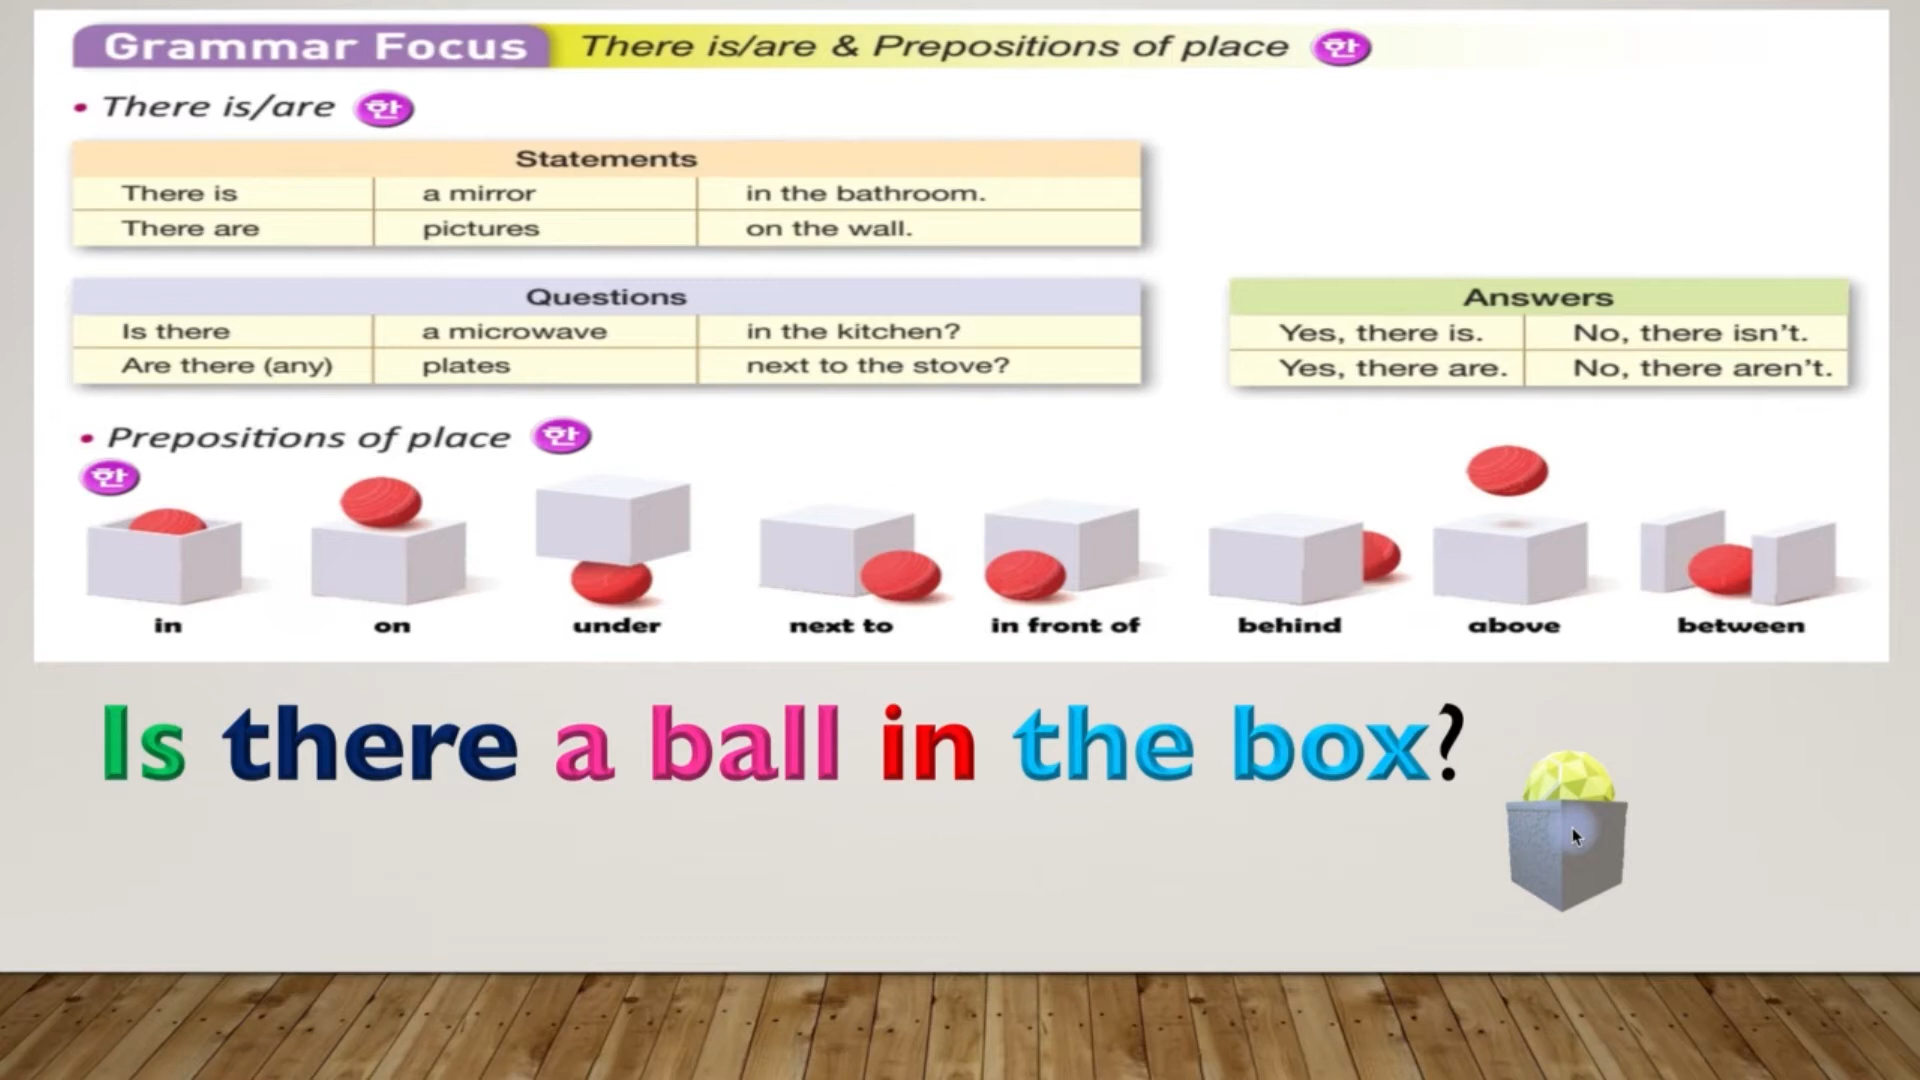 Grammar Focus There is/are & Prepositions of place 한
• There is/are 한
Statements
There is a mirror in the bathroom.
There are pictures on the wall.
Questions
Is there a microwave in the kitchen?
Are there (any) plates next to the stove?
Answers
Yes, there is. No, there isn't.
Yes, there are. No, there aren't.
• Prepositions of place 한
한
in on under next to in front of behind above between
Is there a ball in the box?